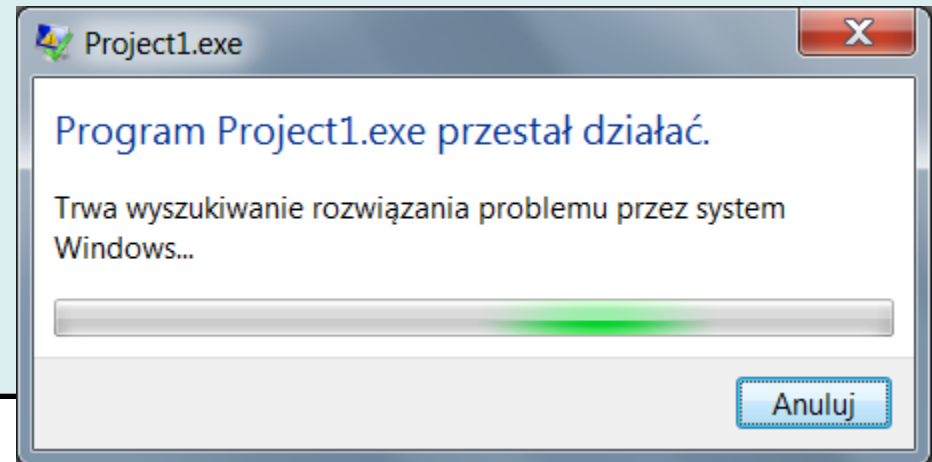 Project1.exe
Program Project1.exe przestał działać.
Trwa wyszukiwanie rozwiązania problemu przez system
Windows...
Anuluj